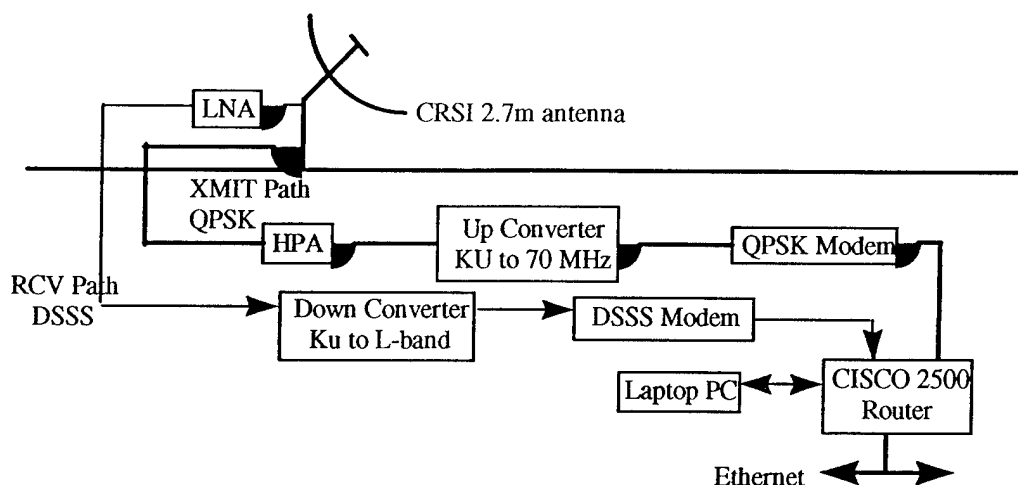 LNA
CRSI 2.7m antenna
XMIT Path
QPSK
HPA
Up Converter
KU to 70 MHz
QPSK Modem
RCV Path
DSSS
Down Converter
Ku to L-band
DSSS Modem
Laptop PC
CISCO 2500
Router
Ethernet